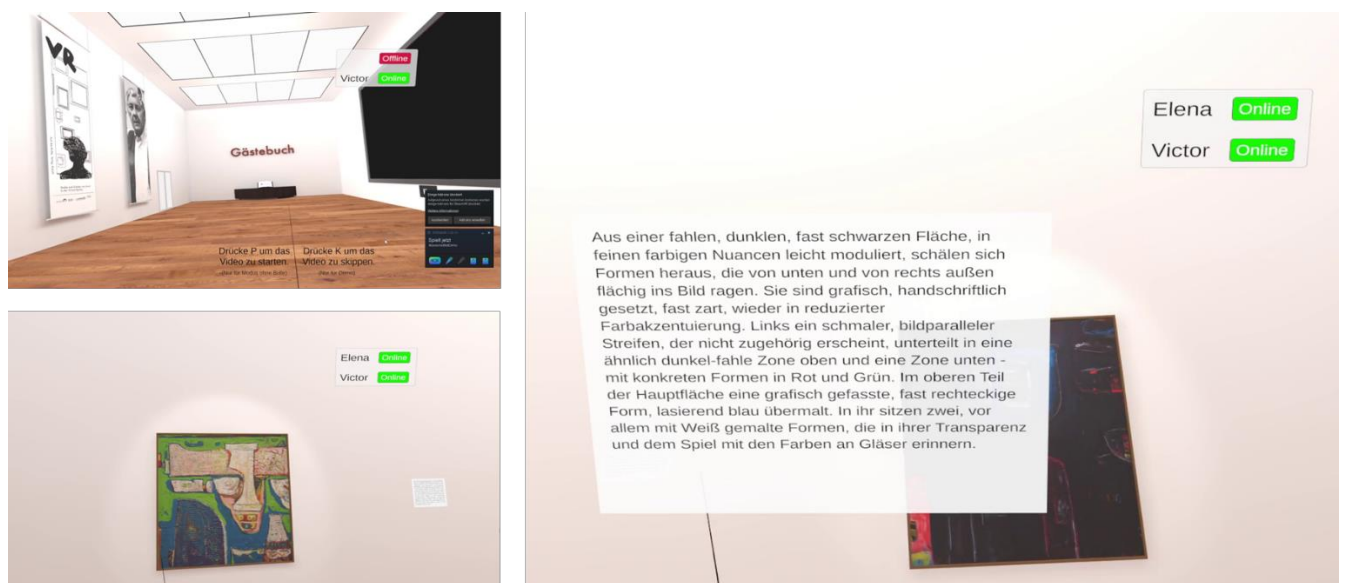 VR
Offline
Victor Online
Gästebuch
Drücke P um das
Video zu starten.
Drücke K um das
Video zu skippen.
Spielt jetzt
Elena Online
Victor Online
Elena Online
Victor Online
Aus einer fahlen, dunklen, fast schwarzen Fläche, in
feinen farbigen Nuancen leicht moduliert, schälen sich
Formen heraus, die von unten und von rechts außen
flächig ins Bild ragen. Sie sind grafisch, handschriftlich
gesetzt, fast zart, wieder in reduzierter
Farbakzentuierung. Links ein schmaler, bildparalleler
Streifen, der nicht zugehörig erscheint, unterteilt in eine
ähnlich dunkel-fahle Zone oben und eine Zone unten -
mit konkreten Formen in Rot und Grün. Im oberen Teil
der Hauptfläche eine grafisch gefasste, fast rechteckige
Form, lasierend blau übermalt. In ihr sitzen zwei, vor
allem mit Weiß gemalte Formen, die in ihrer Transparenz
und dem Spiel mit den Farben an Gläser erinnern.